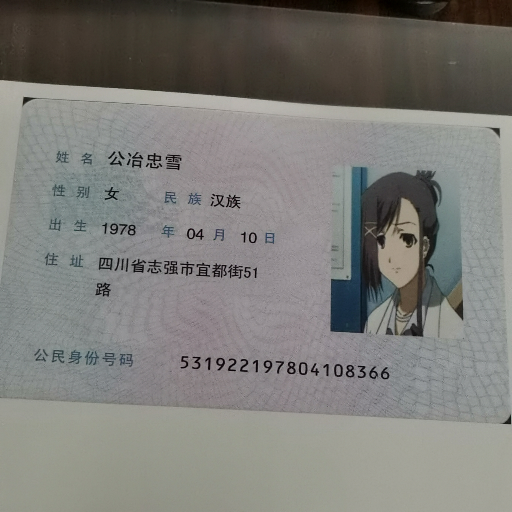 姓名 公冶忠雪
性别 女 民族 汉族
出生 1978 年 04 月 10 日
住址 四川省志强市宜都街51
路
公民身份号码 531922197804108366